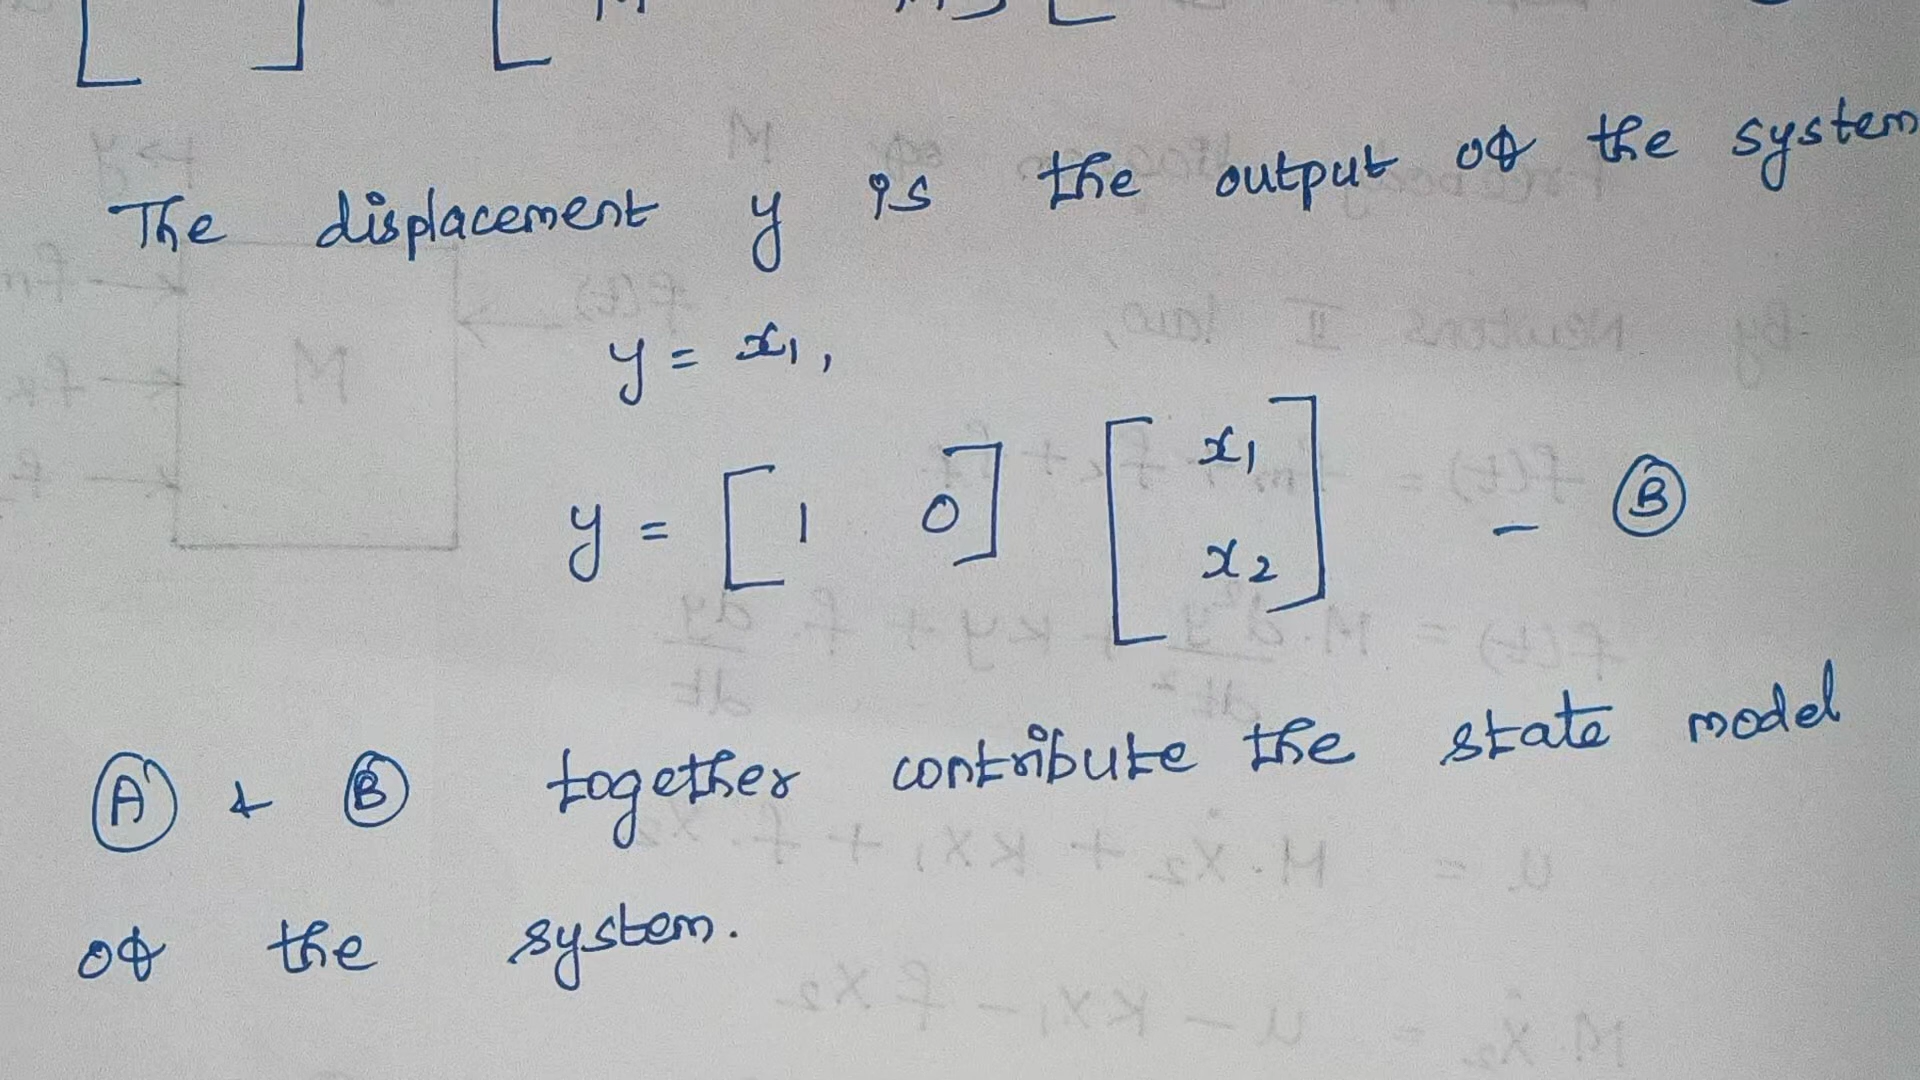 The displacement y is the output of the system
y = x1,
y = [1 0] [x1 x2] - B
A & B together contribute the state model
of the system.